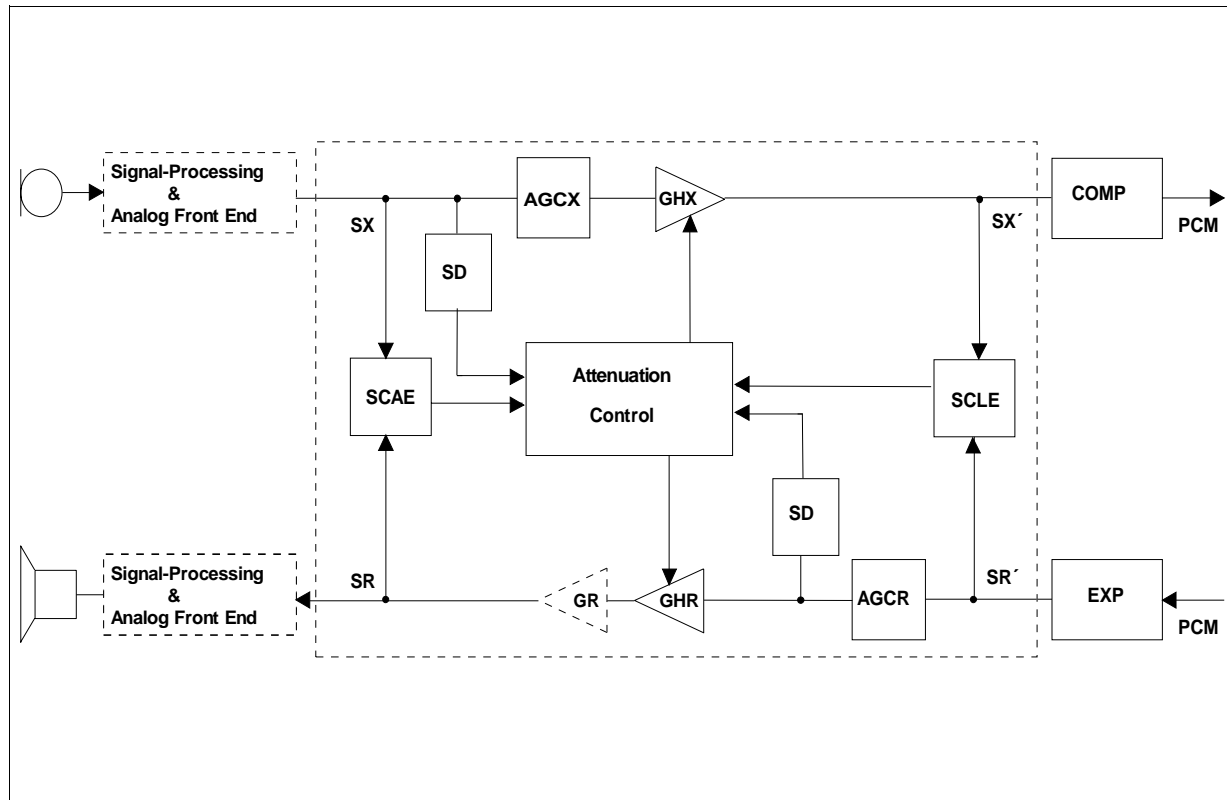 Signal-Processing
&
Analog Front End
SX
SD
AGCX
GHX
SX´
COMP
PCM
SCAE
Attenuation
Control
SCLE
SD
Signal-Processing
&
Analog Front End
SR
GR
GHR
AGCR
SR´
EXP
PCM